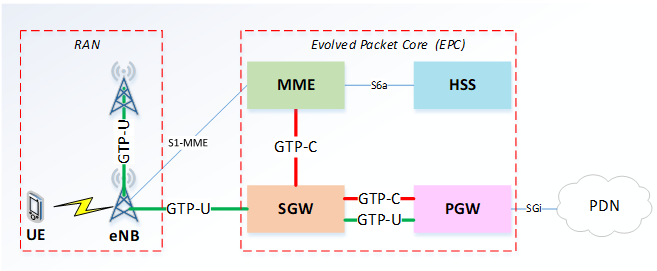 RAN
Evolved Packet Core (EPC)
MME
S6a
HSS
GTP-U
S1-MME
GTP-C
GTP-U
SGW
GTP-C
GTP-U
PGW
SGi
PDN
UE
eNB